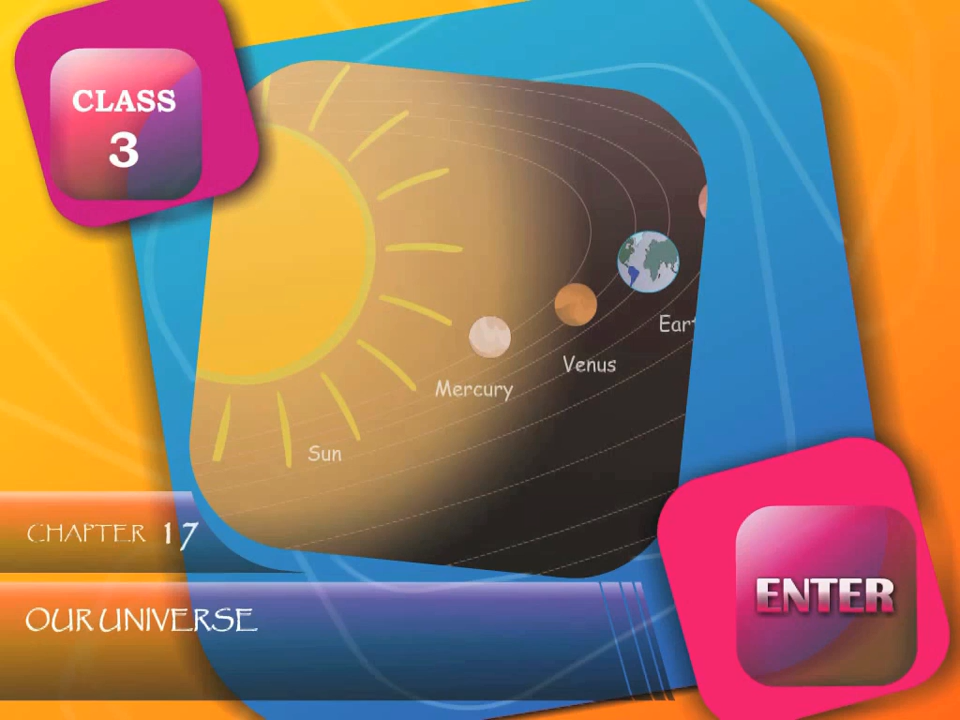 CLASS
3
Mercury
Venus
Sun
CHAPTER 17
OUR UNIVERSE
ENTER